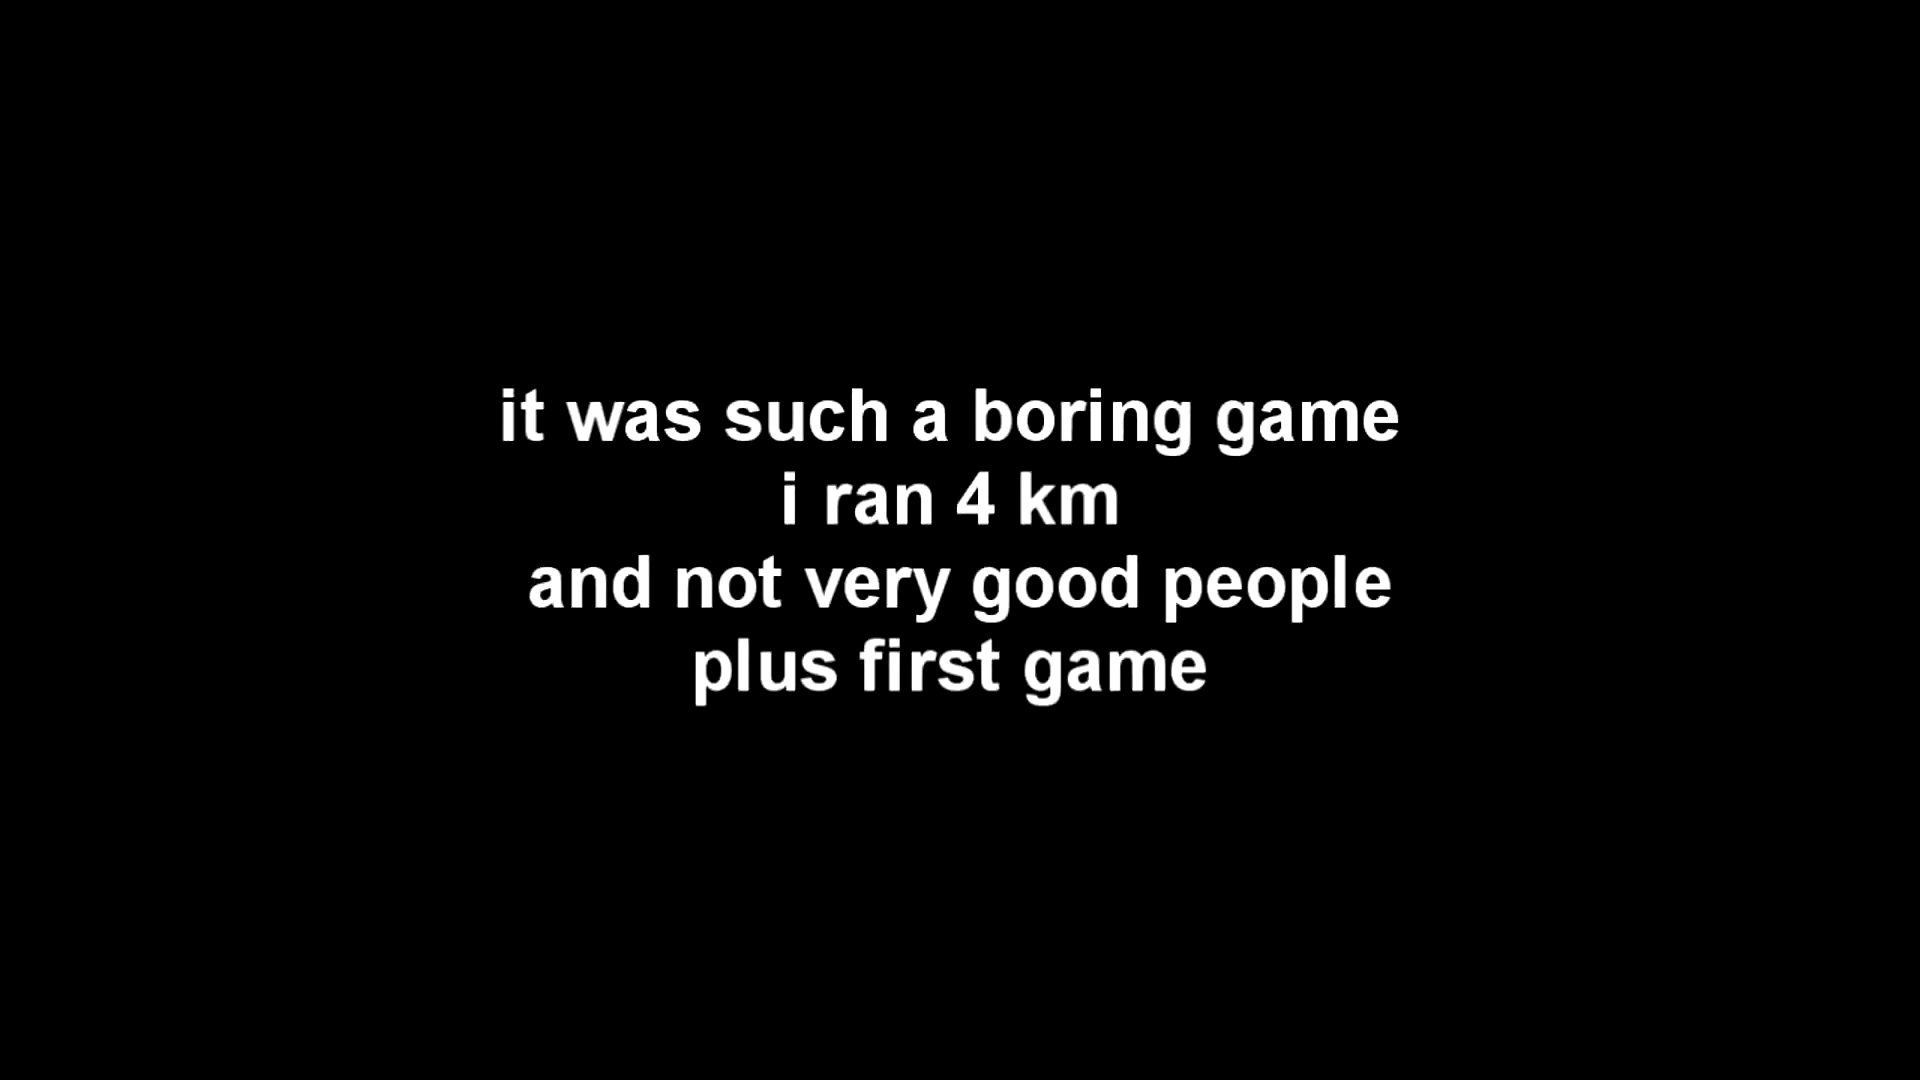 it was such a boring game
i ran 4 km
and not very good people
plus first game